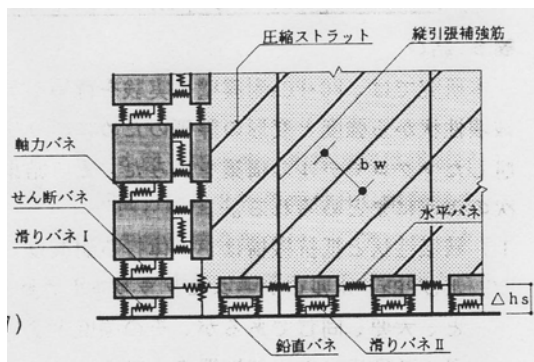 圧縮ストラット
縦引張補強筋
軸力バネ
bw
せん断バネ
水平バネ
滑りバネⅠ
△hs
7)
鉛直バネ
滑りバネⅡ